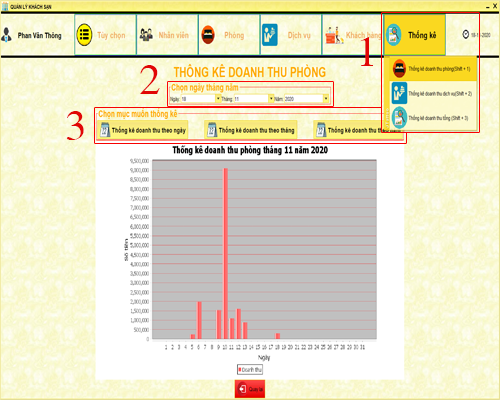 QUẢN LÝ KHÁCH SẠN
Phan Văn Thông
Tùy chọn
Nhân viên
Phòng
Dịch vụ
Khách hàng
Thống kê
18-11-2020
1
Thống kê doanh thu phòng(Shift + 1)
Thống kê doanh thu dịch vụ(Shift + 2)
Thống kê doanh thu tổng (Shift + 3)
THỐNG KÊ DOANH THU PHÒNG
2
Chọn ngày tháng năm
Ngày: 18 Tháng: 11 Năm: 2020
3
Chọn mục muốn thống kê
Thống kê doanh thu theo ngày
Thống kê doanh thu theo tháng
Thống kê doanh thu theo năm
Thống kê doanh thu phòng tháng 11 năm 2020
9,500,000
9,000,000
8,500,000
8,000,000
7,500,000
7,000,000
6,500,000
6,000,000
5,500,000
5,000,000
4,500,000
4,000,000
3,500,000
3,000,000
2,500,000
2,000,000
1,500,000
1,000,000
500,000
0
Số tiền
1 2 3 4 5 6 7 8 9 10 11 12 13 14 15 16 17 18 19 20 21 22 23 24 25 26 27 28 29 30 31
Ngày
Doanh thu